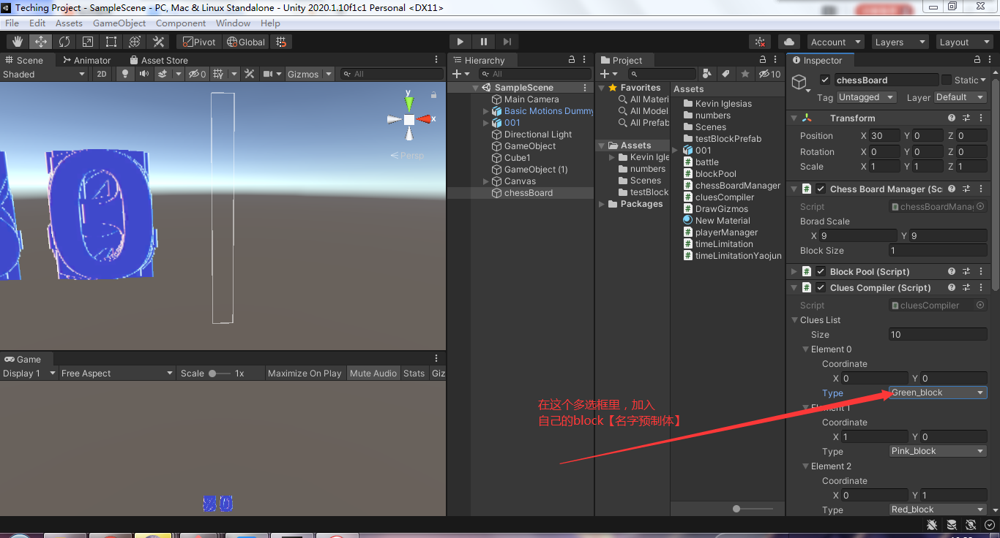 Teching Project - SampleScene - PC, Mac & Linux Standalone - Unity 2020.1.10f1c1 Personal <DX11>
File Edit Assets GameObject Component Window Help
Pivot Global Account Layers Layout
Scene Animator Asset Store
Shaded 2D 0 Gizmos All
y
x
Persp
Game
Display 1 Free Aspect Scale 1x Maximize On Play Mute Audio Stats Giz
Hierarchy
All
SampleScene
Main Camera
Basic Motions Dummy
001
Directional Light
GameObject
Cube1
GameObject (1)
Canvas
chessBoard
在这个多选框里，加入
自己的block【名字预制体】
Project
10
Favorites
All Materi
All Model
All Prefab
Assets
Kevin Igle
numbers
Scenes
testBlock
Packages
Assets
Kevin Iglesias
numbers
Scenes
testBlockPrefab
001
battle
blockPool
chessBoardManager
cluesCompiler
DrawGizmos
New Material
playerManager
timeLimitation
timeLimitationYaojun
Inspector
chessBoard Static
Tag Untagged Layer Default
Transform
Position X 30 Y 0 Z 0
Rotation X 0 Y 0 Z 0
Scale X 1 Y 1 Z 1
Chess Board Manager (Sc
Script chessBoardManag
Borad Scale
X 9 Y 9
Block Size 1
Block Pool (Script)
Clues Compiler (Script)
Script cluesCompiler
Clues List
Size 10
Element 0
Coordinate
X 0 Y 0
Type Green_block
Element 1
Coordinate
X 1 Y 0
Type Pink_block
Element 2
Coordinate
X 0 Y 1
Type Red_block